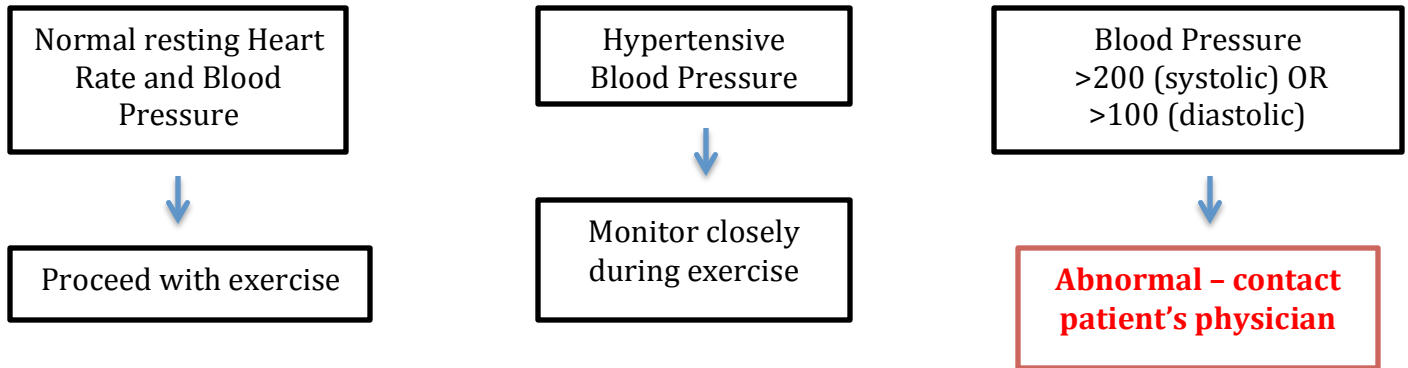 Normal resting Heart
Rate and Blood
Pressure
Proceed with exercise
Hypertensive
Blood Pressure
Monitor closely
during exercise
Blood Pressure
>200 (systolic) OR
>100 (diastolic)
Abnormal – contact
patient’s physician